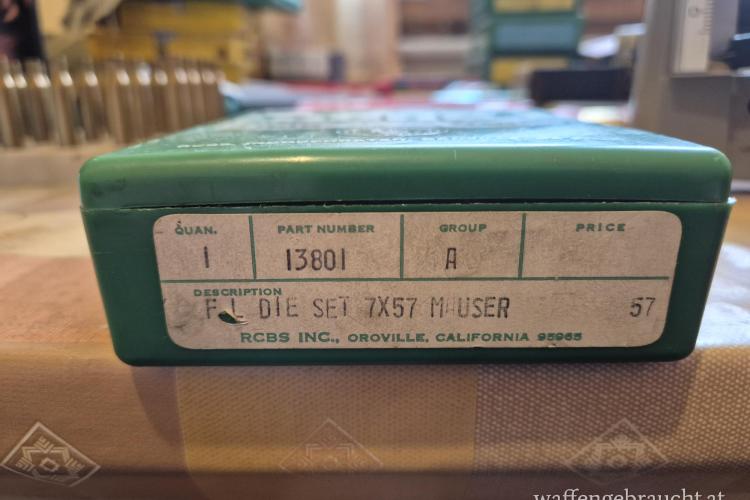 QUAN. PART NUMBER GROUP PRICE
1 13801 A
DESCRIPTION
F L DIE SET 7X57 MAUSER 57
RCBS INC., OROVILLE, CALIFORNIA 95965
waffengebraucht.at